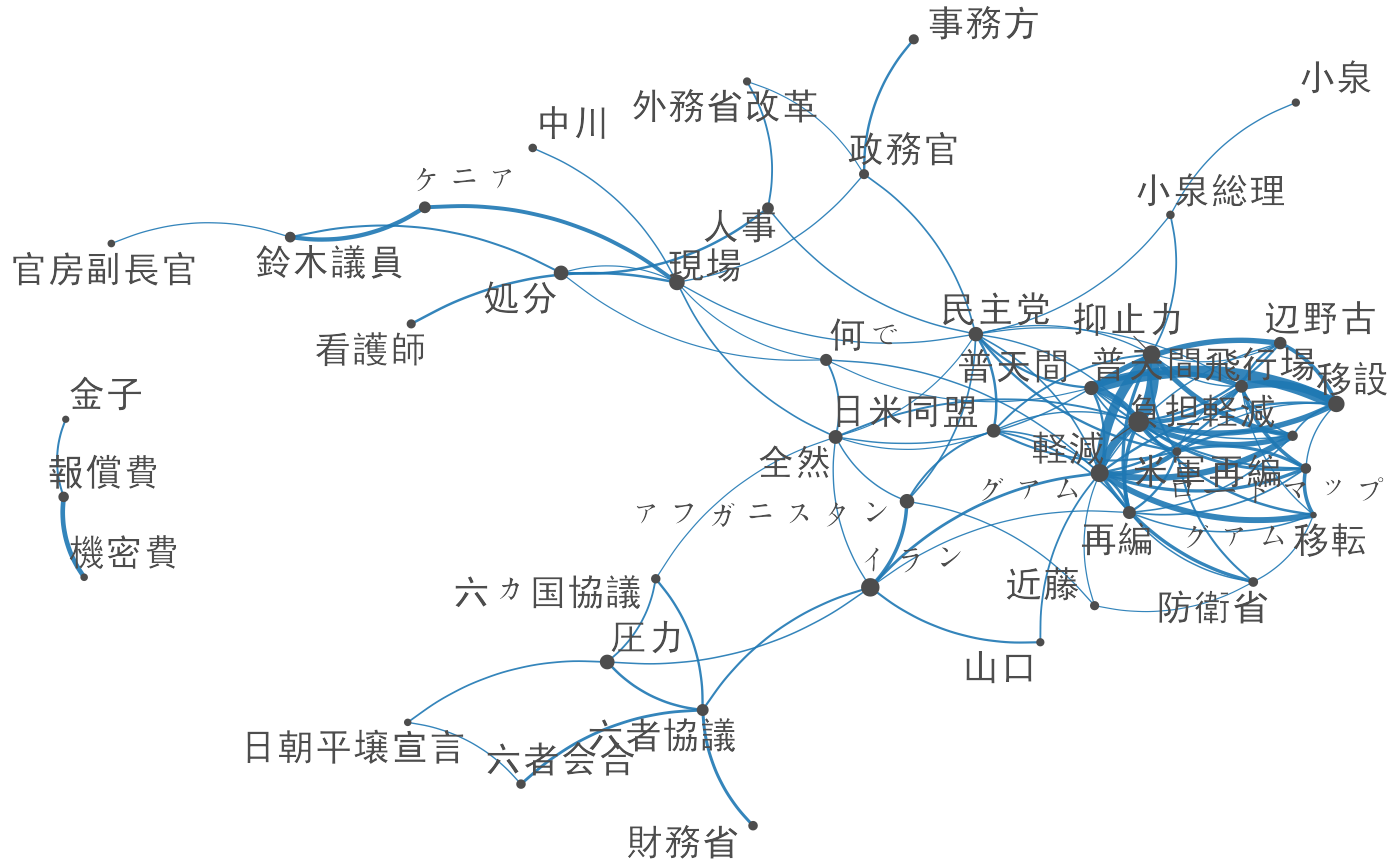 事務方
小泉
外務省改革
中川
政務官
ケニア
小泉総理
人事
官房副長官
鈴木議員
現場
処分
民主党
抑止力
辺野古
看護師
何で
普天間
普天間飛行場
移設
金子
日米同盟
負担軽減
報償費
全然
軽減
米軍再編
グアム
ロードマップ
アフガニスタン
機密費
再編
グアム
移転
イラン
六カ国協議
近藤
防衛省
圧力
山口
日朝平壌宣言
六者協議
六者会合
財務省